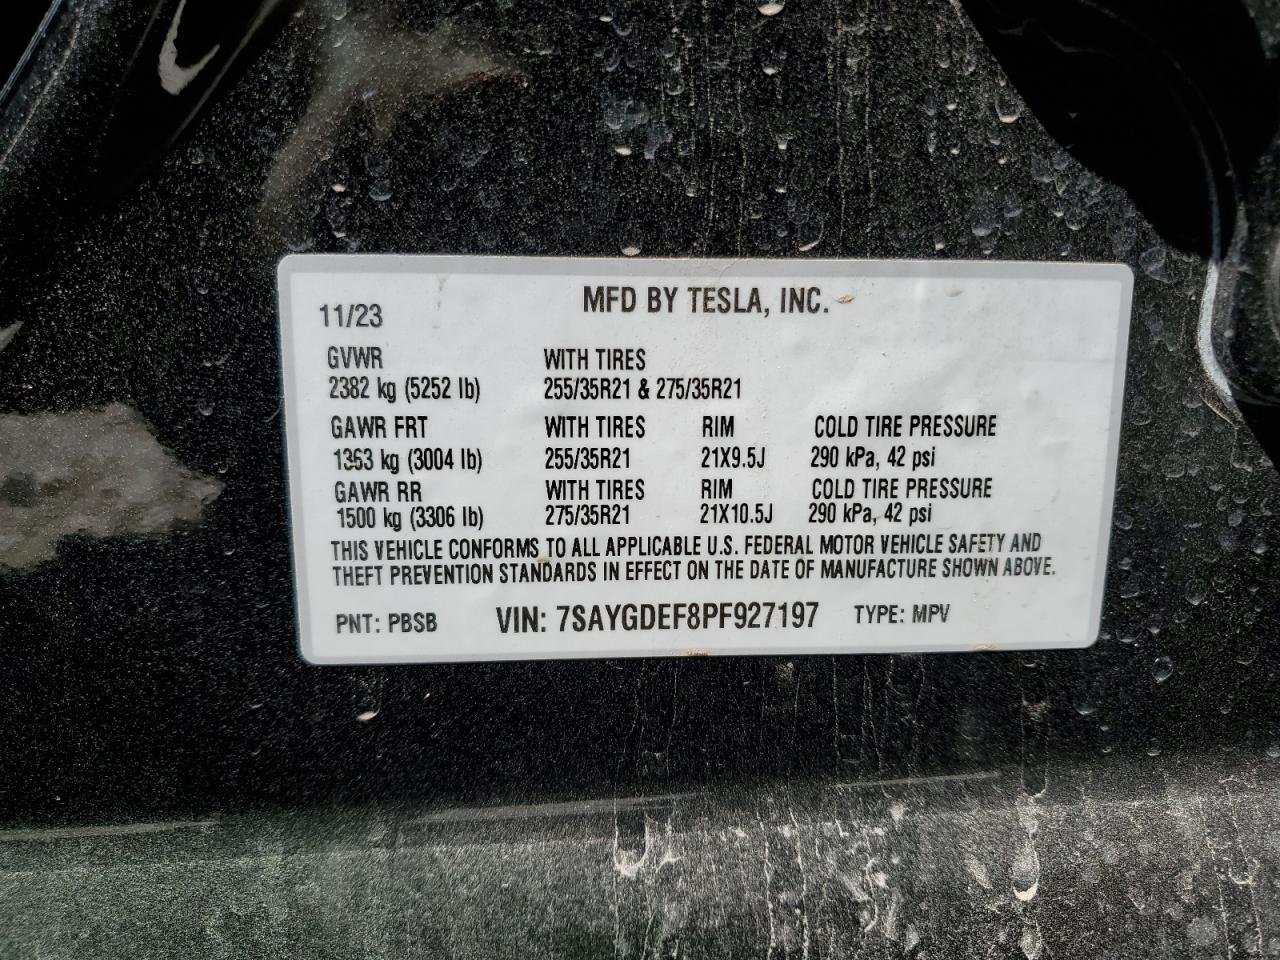 MFD BY TESLA, INC.
11/23
GVWR WITH TIRES
2382 kg (5252 lb) 255/35R21 & 275/35R21
GAWR FRT WITH TIRES RIM COLD TIRE PRESSURE
1363 kg (3004 lb) 255/35R21 21X9.5J 290 kPa, 42 psi
GAWR RR WITH TIRES RIM COLD TIRE PRESSURE
1500 kg (3306 lb) 275/35R21 21X10.5J 290 kPa, 42 psi
THIS VEHICLE CONFORMS TO ALL APPLICABLE U.S. FEDERAL MOTOR VEHICLE SAFETY AND
THEFT PREVENTION STANDARDS IN EFFECT ON THE DATE OF MANUFACTURE SHOWN ABOVE.
PNT: PBSB VIN: 7SAYGDEF8PF927197 TYPE: MPV